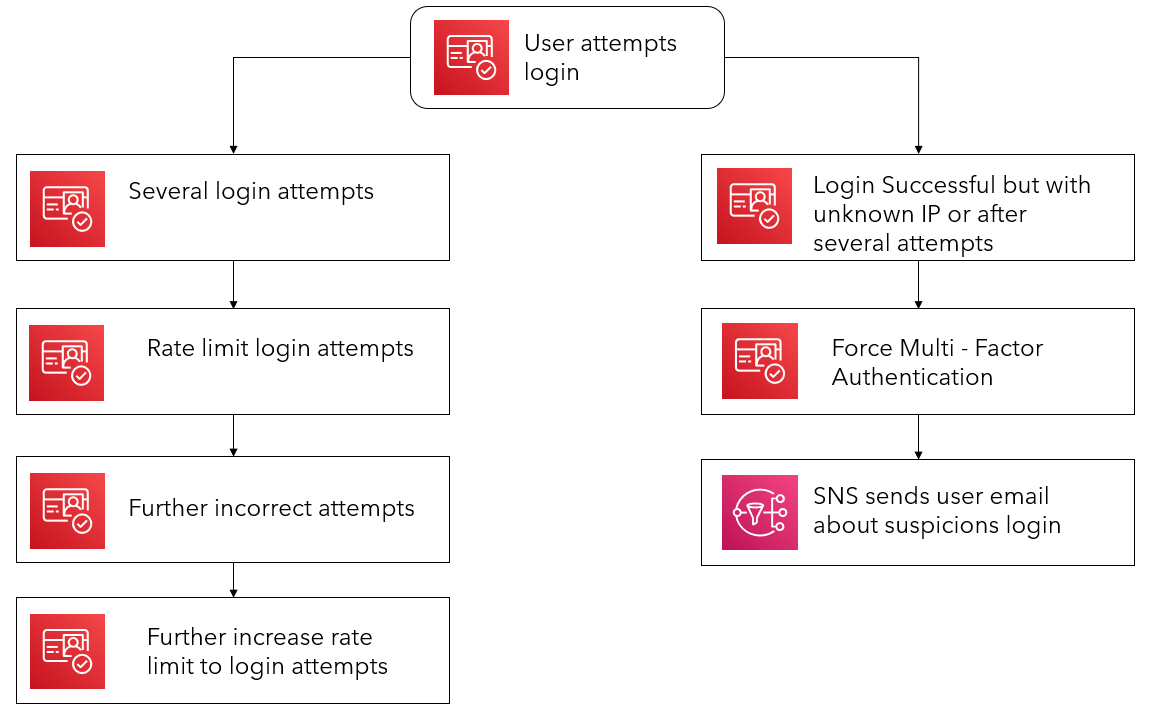 User attempts
login
Several login attempts
Rate limit login attempts
Further incorrect attempts
Further increase rate
limit to login attempts
Login Successful but with
unknown IP or after
several attempts
Force Multi - Factor
Authentication
SNS sends user email
about suspicions login